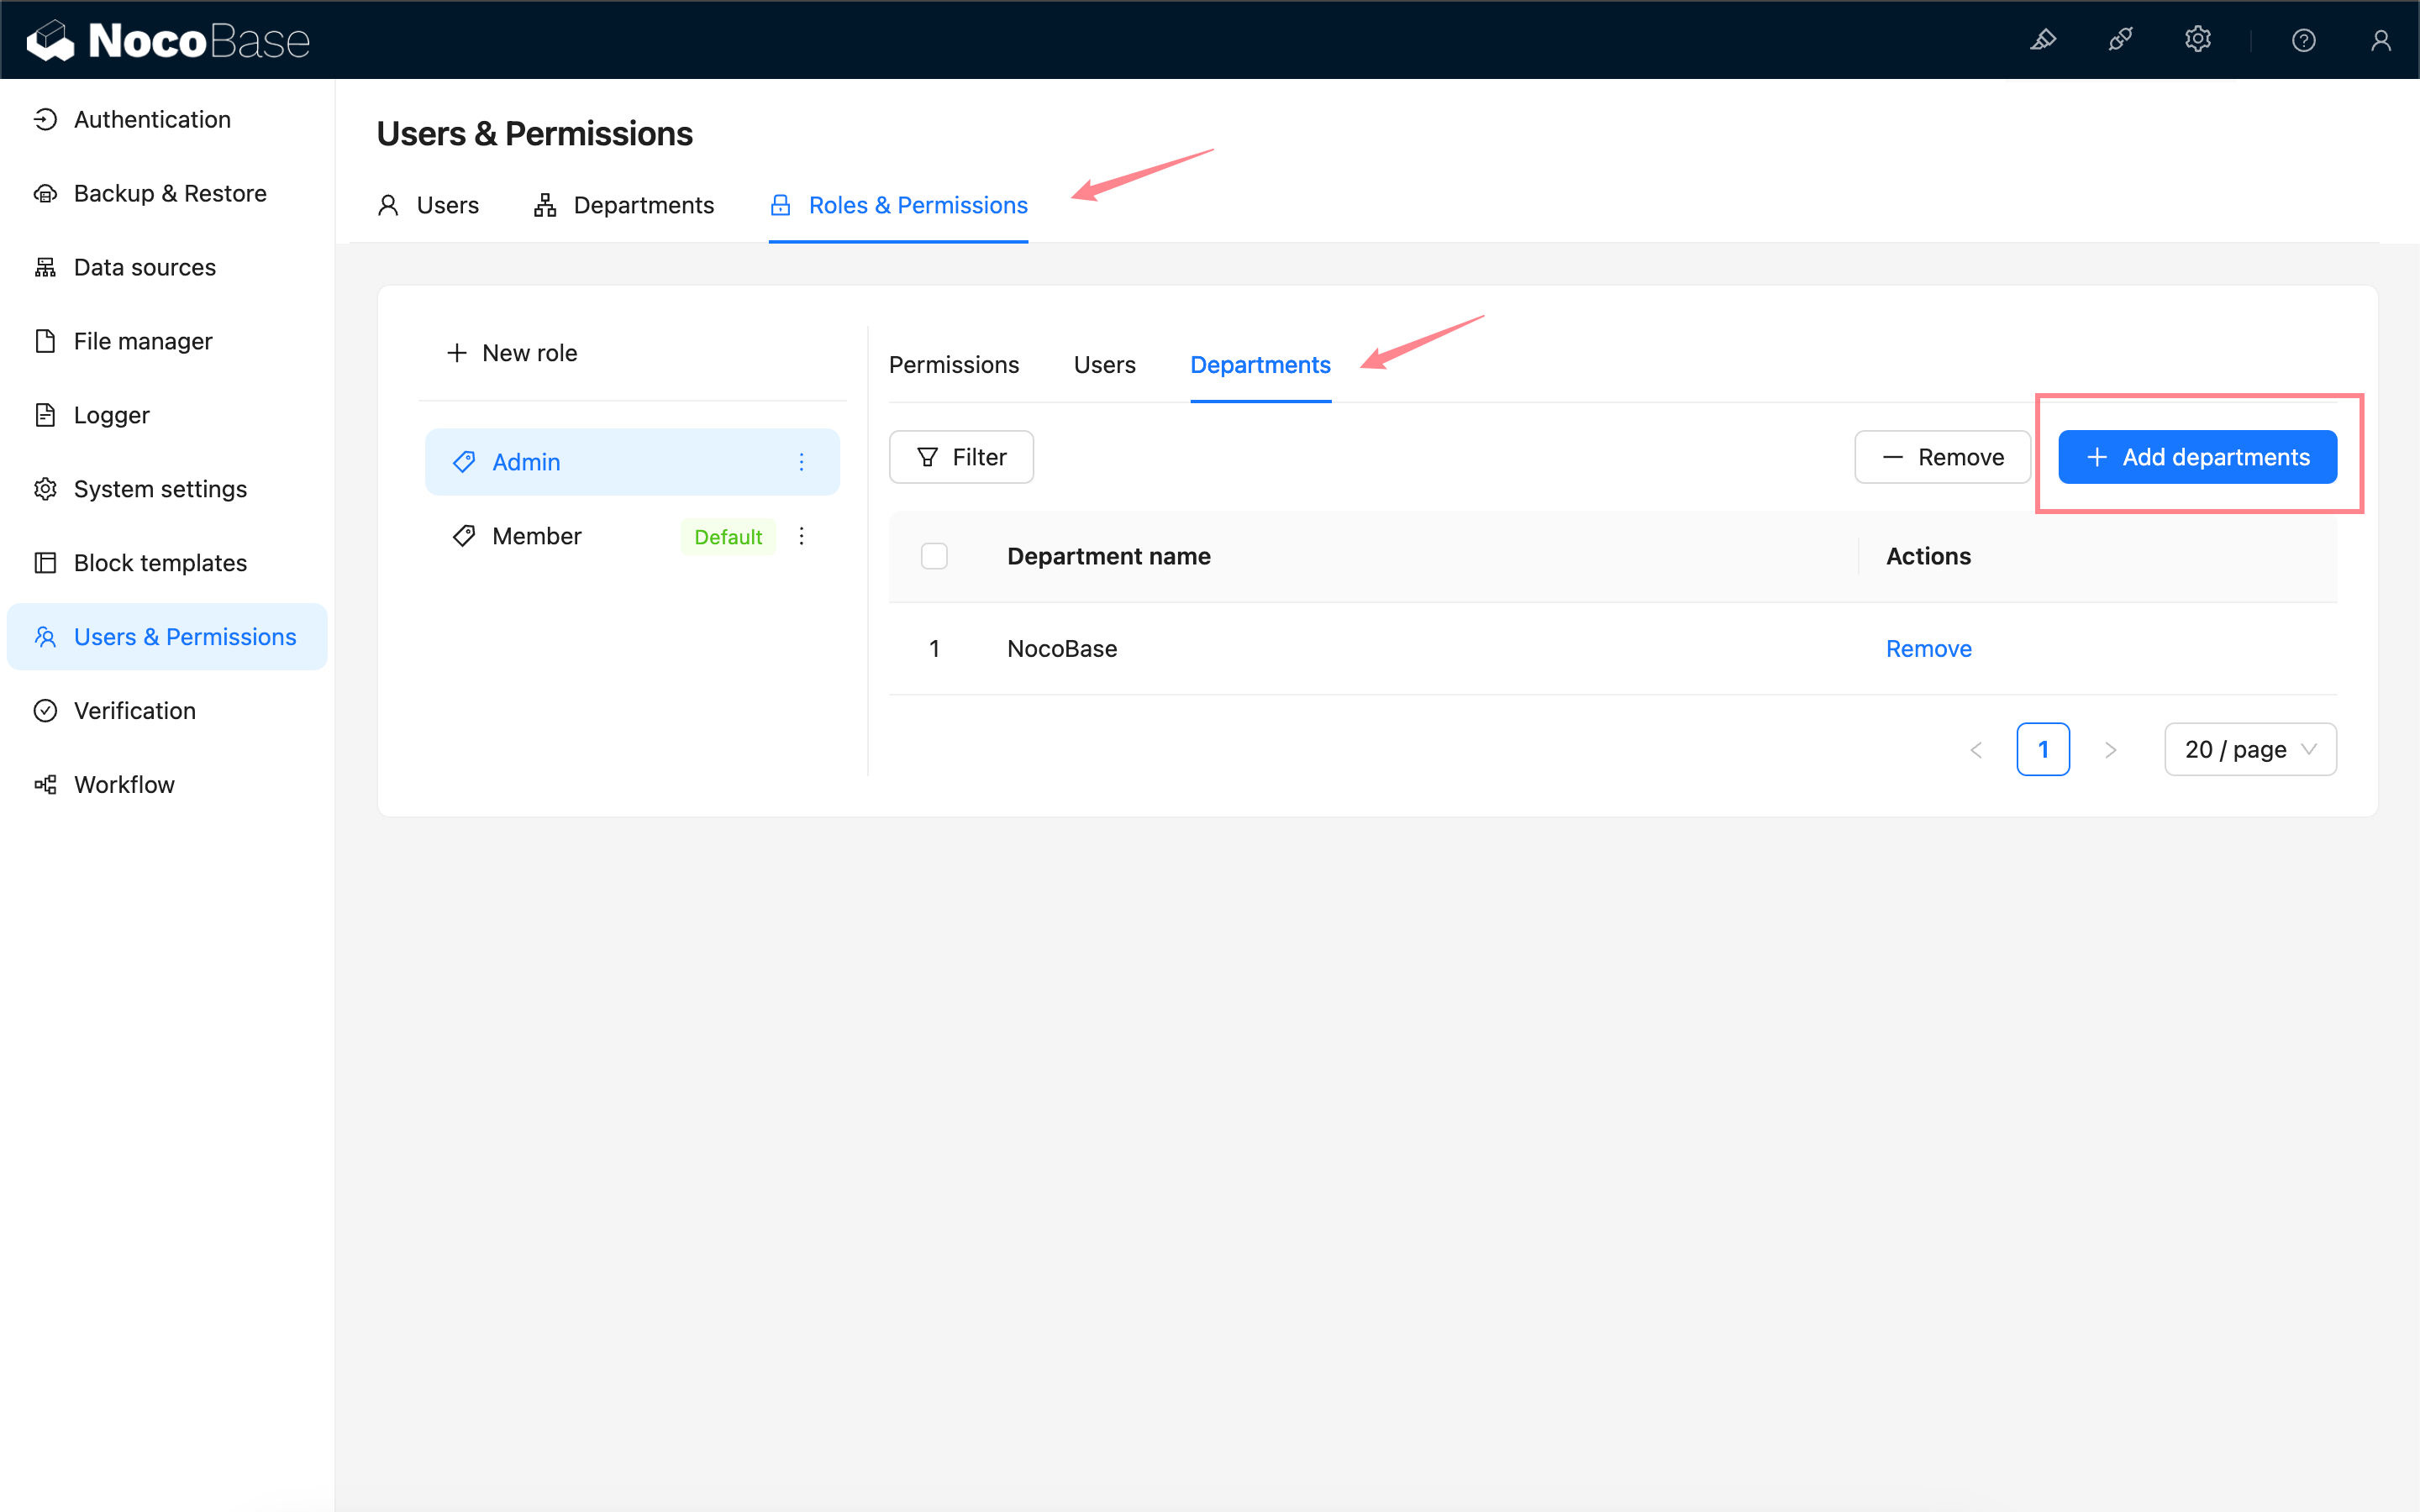 NocoBase
Authentication
Backup & Restore
Data sources
File manager
Logger
System settings
Block templates
Users & Permissions
Verification
Workflow
Users & Permissions
Users Departments Roles & Permissions
New role
Admin
Member Default
Permissions Users Departments
Filter Remove Add departments
Department name Actions
1 NocoBase Remove
1 20 / page